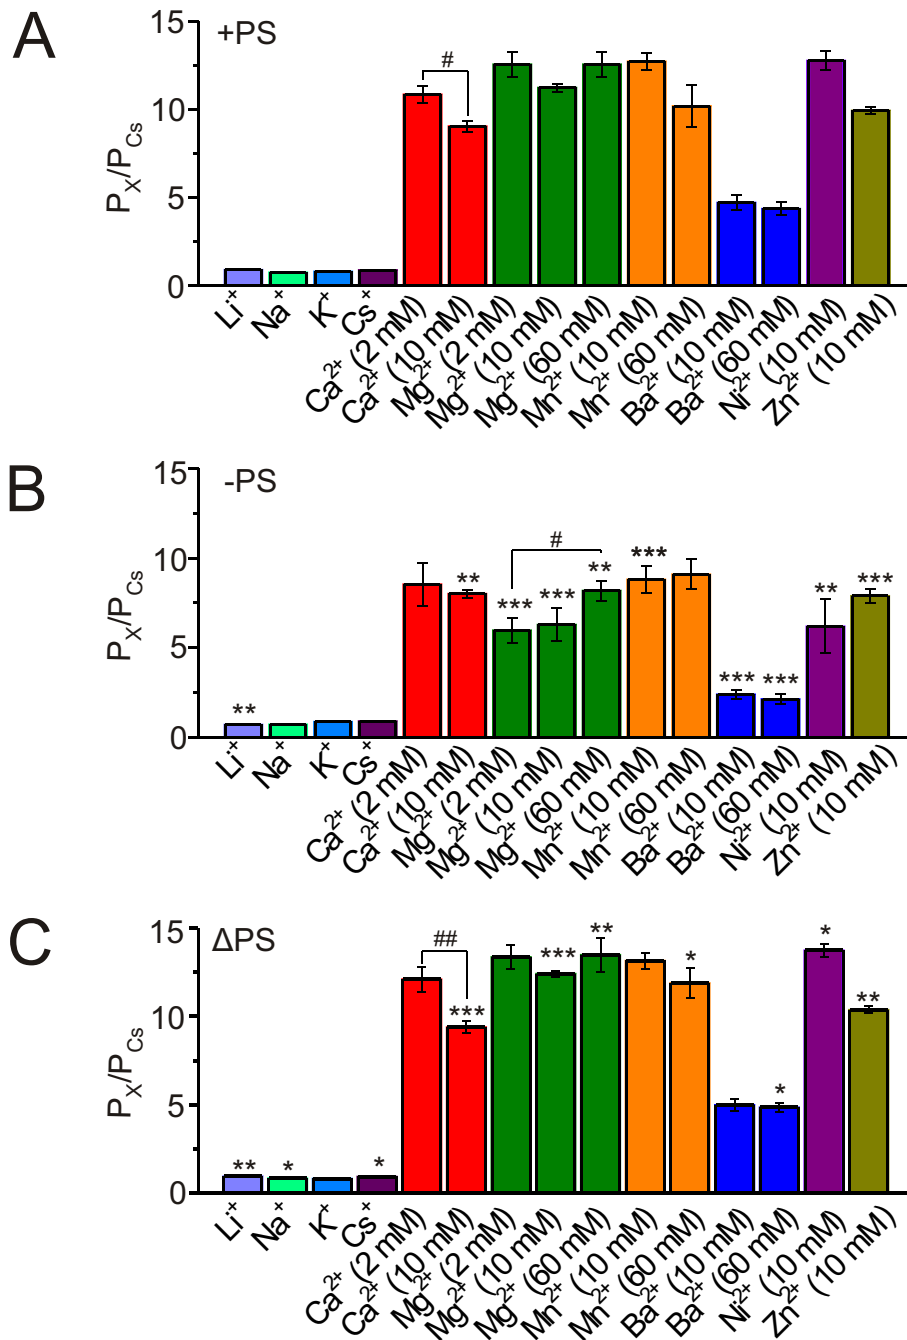 A
+PS
15
10
5
0
P_X/P_Cs
#
Li⁺
Na⁺
K⁺
Cs⁺
Ca²⁺ (2 mM)
Ca²⁺ (10 mM)
Mg²⁺ (2 mM)
Mg²⁺ (10 mM)
Mg²⁺ (60 mM)
Mn²⁺ (10 mM)
Mn²⁺ (60 mM)
Ba²⁺ (10 mM)
Ba²⁺ (60 mM)
Ni²⁺ (10 mM)
Zn²⁺ (10 mM)
B
-PS
15
10
5
0
P_X/P_Cs
#
**
**
***
***
**
***
***
***
**
***
Li⁺
Na⁺
K⁺
Cs⁺
Ca²⁺ (2 mM)
Ca²⁺ (10 mM)
Mg²⁺ (2 mM)
Mg²⁺ (10 mM)
Mg²⁺ (60 mM)
Mn²⁺ (10 mM)
Mn²⁺ (60 mM)
Ba²⁺ (10 mM)
Ba²⁺ (60 mM)
Ni²⁺ (10 mM)
Zn²⁺ (10 mM)
C
ΔPS
15
10
5
0
P_X/P_Cs
##
**
*
*
***
***
**
*
*
*
**
Li⁺
Na⁺
K⁺
Cs⁺
Ca²⁺ (2 mM)
Ca²⁺ (10 mM)
Mg²⁺ (2 mM)
Mg²⁺ (10 mM)
Mg²⁺ (60 mM)
Mn²⁺ (10 mM)
Mn²⁺ (60 mM)
Ba²⁺ (10 mM)
Ba²⁺ (60 mM)
Ni²⁺ (10 mM)
Zn²⁺ (10 mM)